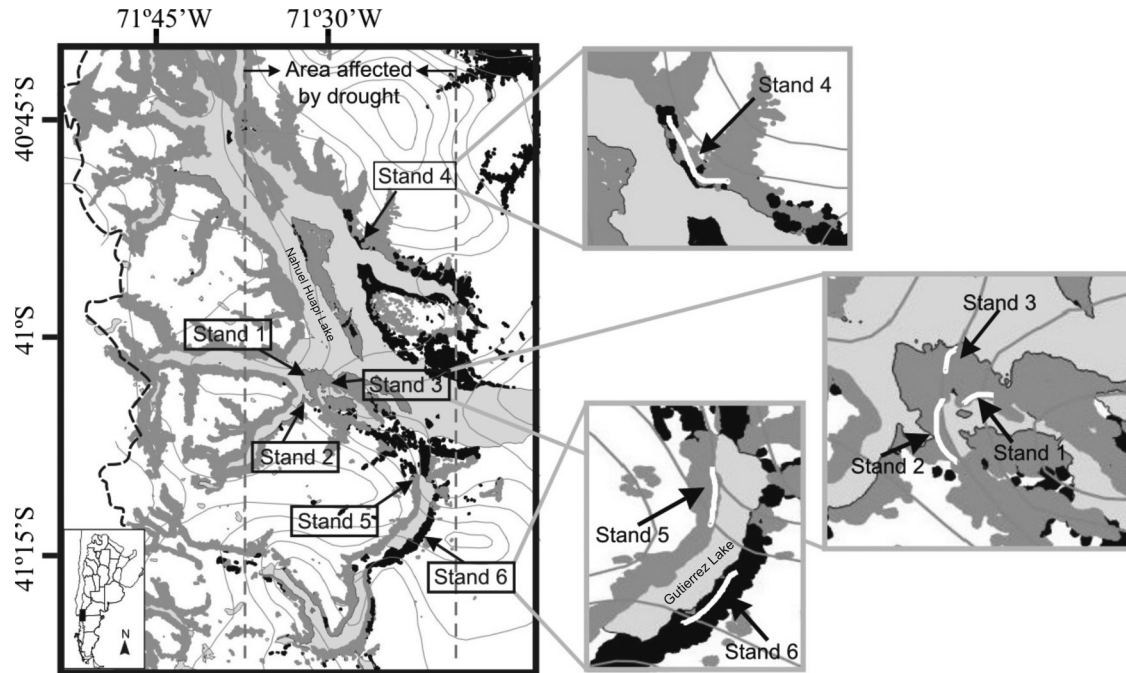 71º45’W
71º30’W
40º45’S
41ºS
41º15’S
Area affected
by drought
Stand 4
Nahuel Huapi Lake
Stand 1
Stand 3
Stand 2
Stand 5
Stand 6
N
Stand 4
Stand 3
Stand 2
Stand 1
Stand 5
Gutierrez Lake
Stand 6